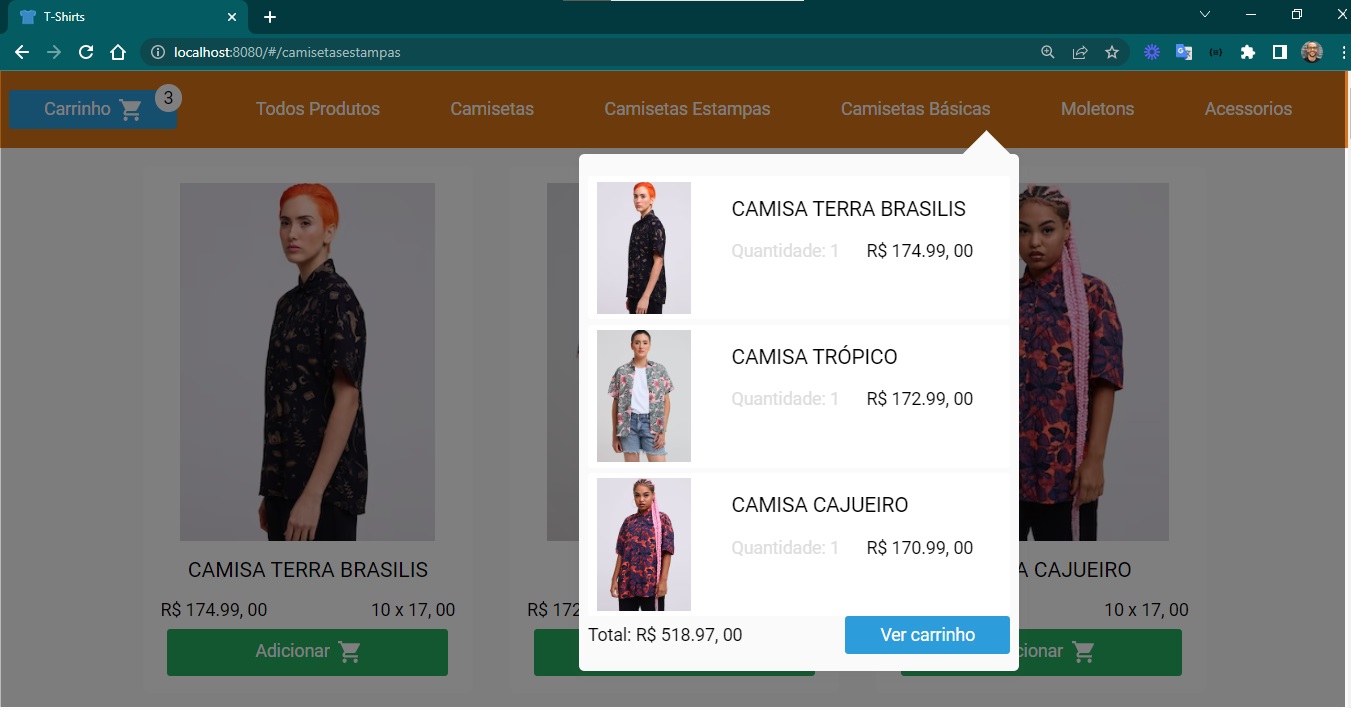 T-Shirts
localhost:8080/#/camisetasestampas
Carrinho 3 Todos Produtos Camisetas Camisetas Estampas Camisetas Básicas Moletons Acessorios
CAMISA TERRA BRASILIS
Quantidade: 1 R$ 174.99, 00
CAMISA TRÓPICO
Quantidade: 1 R$ 172.99, 00
CAMISA CAJUEIRO
Quantidade: 1 R$ 170.99, 00
Total: R$ 518.97, 00 Ver carrinho
CAMISA TERRA BRASILIS
R$ 174.99, 00 10 x 17, 00
Adicionar
R$ 172
A CAJUEIRO
10 x 17, 00
cionar